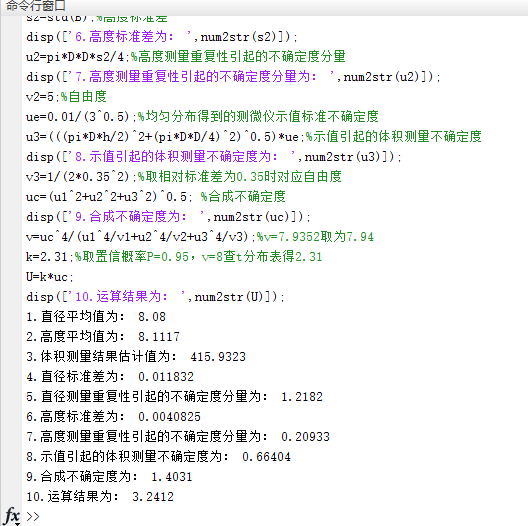 命令行窗口
s2=std(B);%高度标准差
disp(['6.高度标准差为: ',num2str(s2)]);
u2=pi*D*D*s2/4;%高度测量重复性引起的不确定度分量
disp(['7.高度测量重复性引起的不确定度分量为: ',num2str(u2)]);
v2=5;%自由度
ue=0.01/(3^0.5);%均匀分布得到的测微仪示值标准不确定度
u3=(((pi*D*h/2)^2+(pi*D*D/4)^2)^0.5)*ue;%示值引起的体积测量不确定度
disp(['8.示值引起的体积测量不确定度为: ',num2str(u3)]);
v3=1/(2*0.35^2);%取相对标准差为0.35时对应自由度
uc=(u1^2+u2^2+u3^2)^0.5; %合成不确定度
disp(['9.合成不确定度为: ',num2str(uc)]);
v=uc^4/(u1^4/v1+u2^4/v2+u3^4/v3);%v=7.9352取为7.94
k=2.31;%取置信概率P=0.95，v=8查t分布表得2.31
U=k*uc;
disp(['10.运算结果为: ',num2str(U)]);
1.直径平均值为: 8.08
2.高度平均值为: 8.1117
3.体积测量结果估计值为: 415.9323
4.直径标准差为: 0.011832
5.直径测量重复性引起的不确定度分量为: 1.2182
6.高度标准差为: 0.0040825
7.高度测量重复性引起的不确定度分量为: 0.20933
8.示值引起的体积测量不确定度为: 0.66404
9.合成不确定度为: 1.4031
10.运算结果为: 3.2412
fx >>